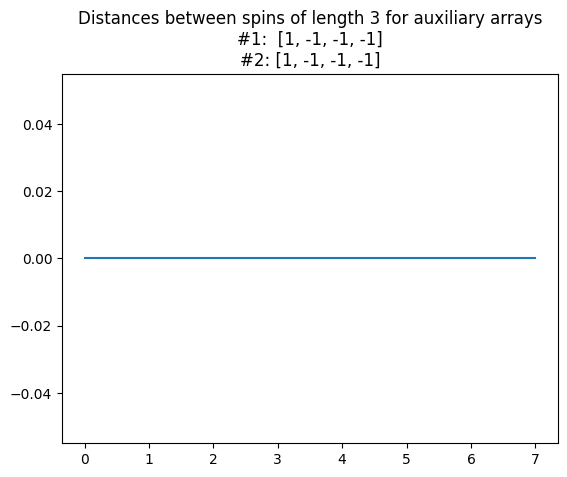 Distances between spins of length 3 for auxiliary arrays
#1:  [1, -1, -1, -1]
#2: [1, -1, -1, -1]
0.04
0.02
0.00
−0.02
−0.04
0 1 2 3 4 5 6 7